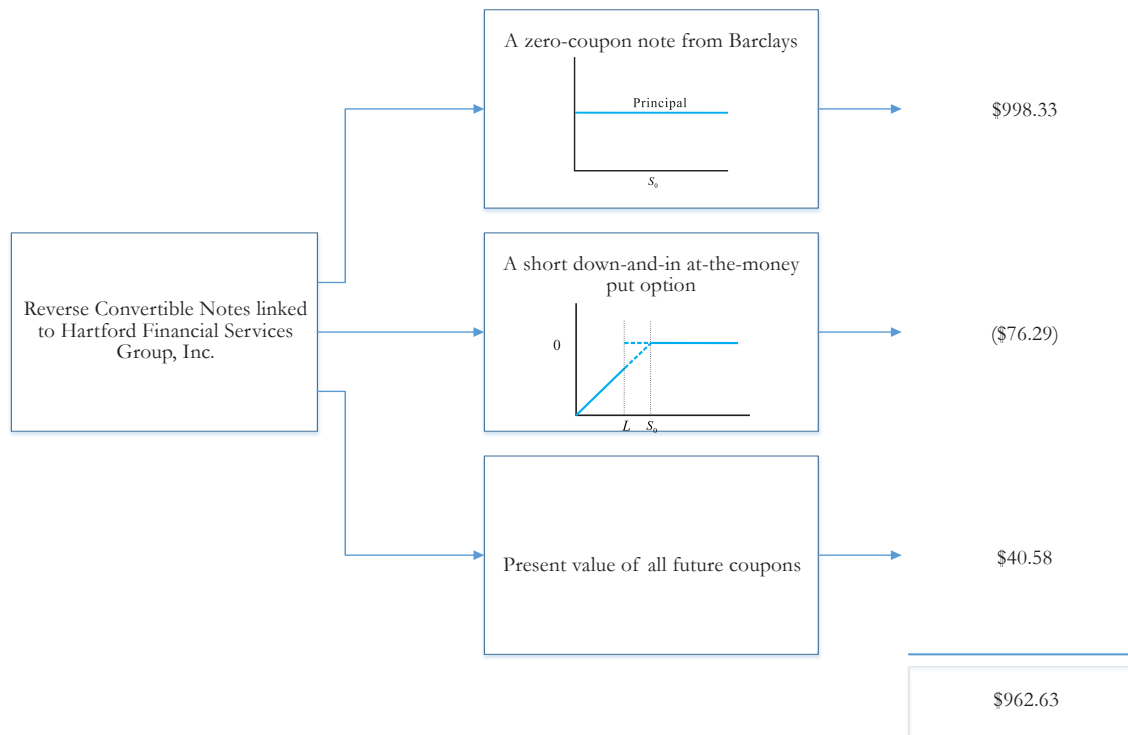 A zero-coupon note from Barclays
Principal
S₀
$998.33
Reverse Convertible Notes linked
to Hartford Financial Services
Group, Inc.
A short down-and-in at-the-money
put option
0
L S₀
($76.29)
Present value of all future coupons
$40.58
$962.63